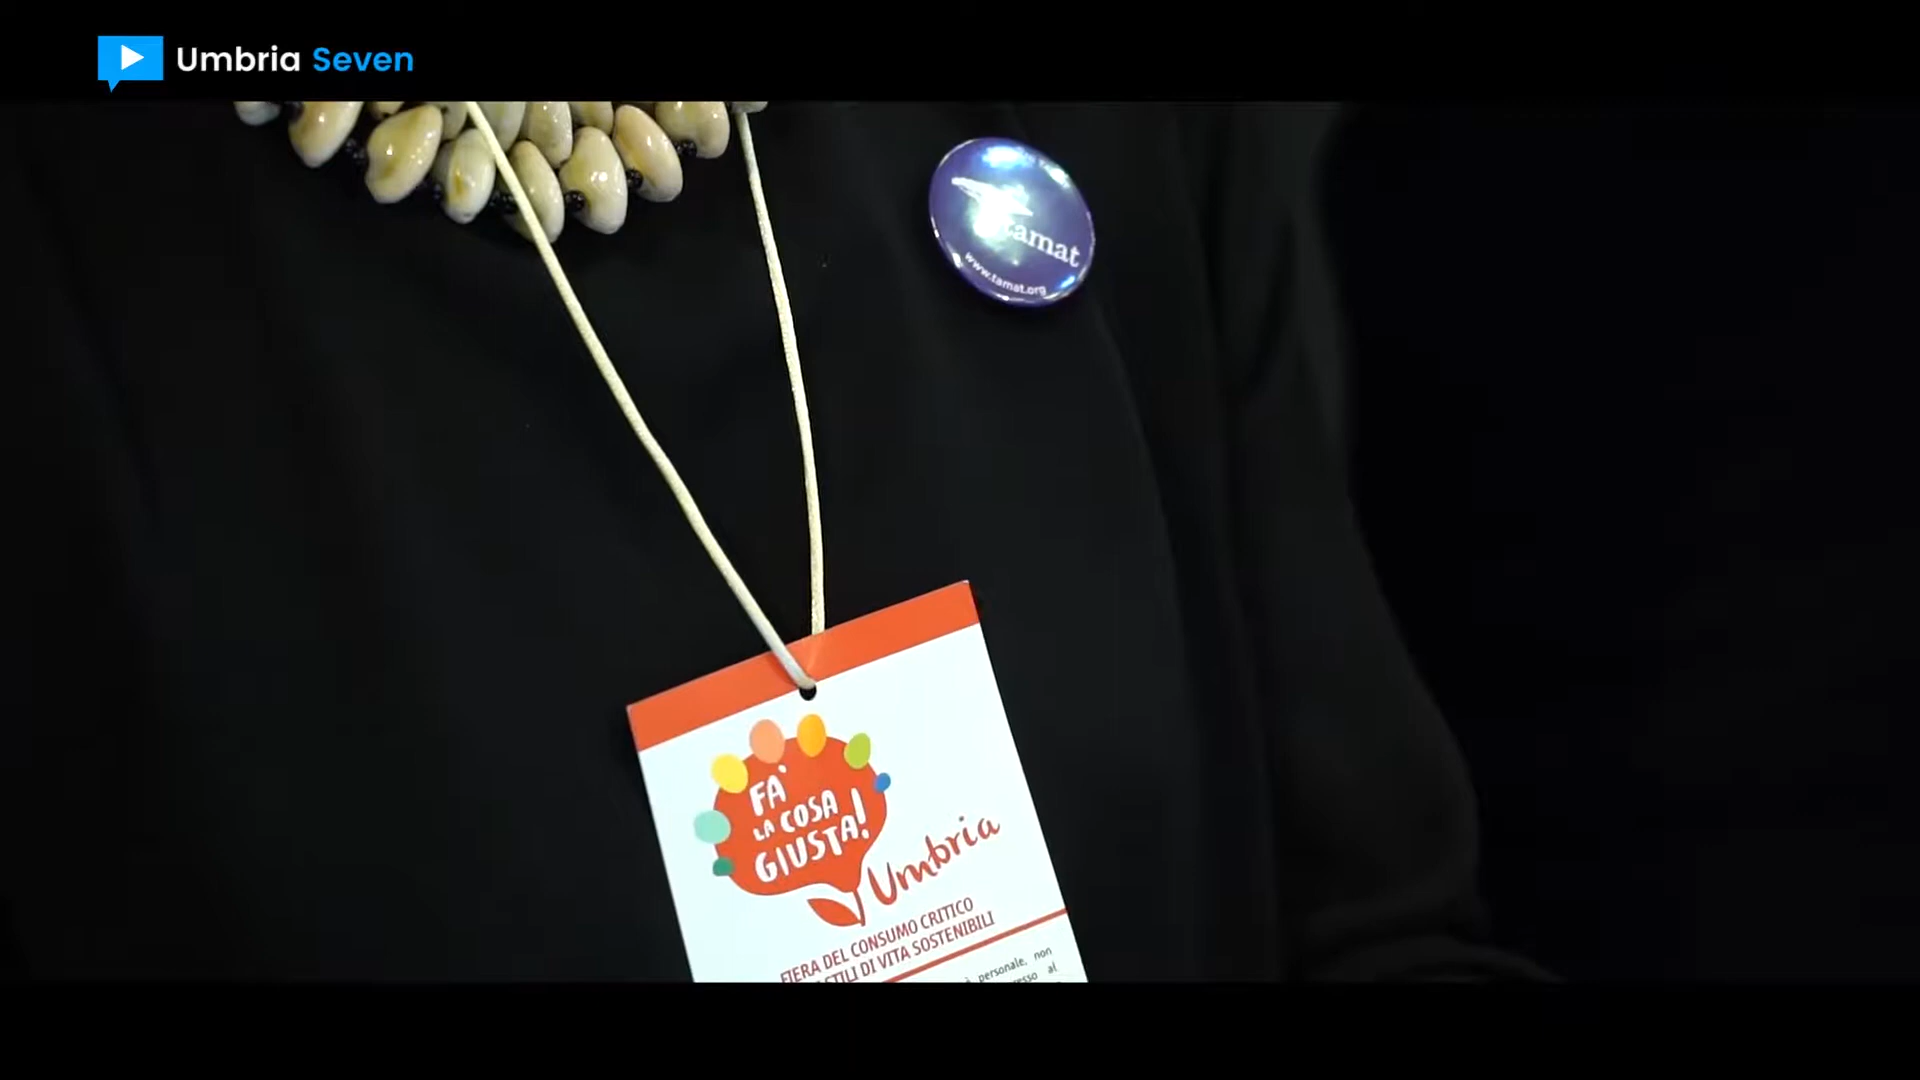 Umbria Seven
tamat
www.tamat.org
FA'
LA COSA
GIUSTA!
Umbria
FIERA DEL CONSUMO CRITICO
STILI DI VITA SOSTENIBILI
personale, non
al